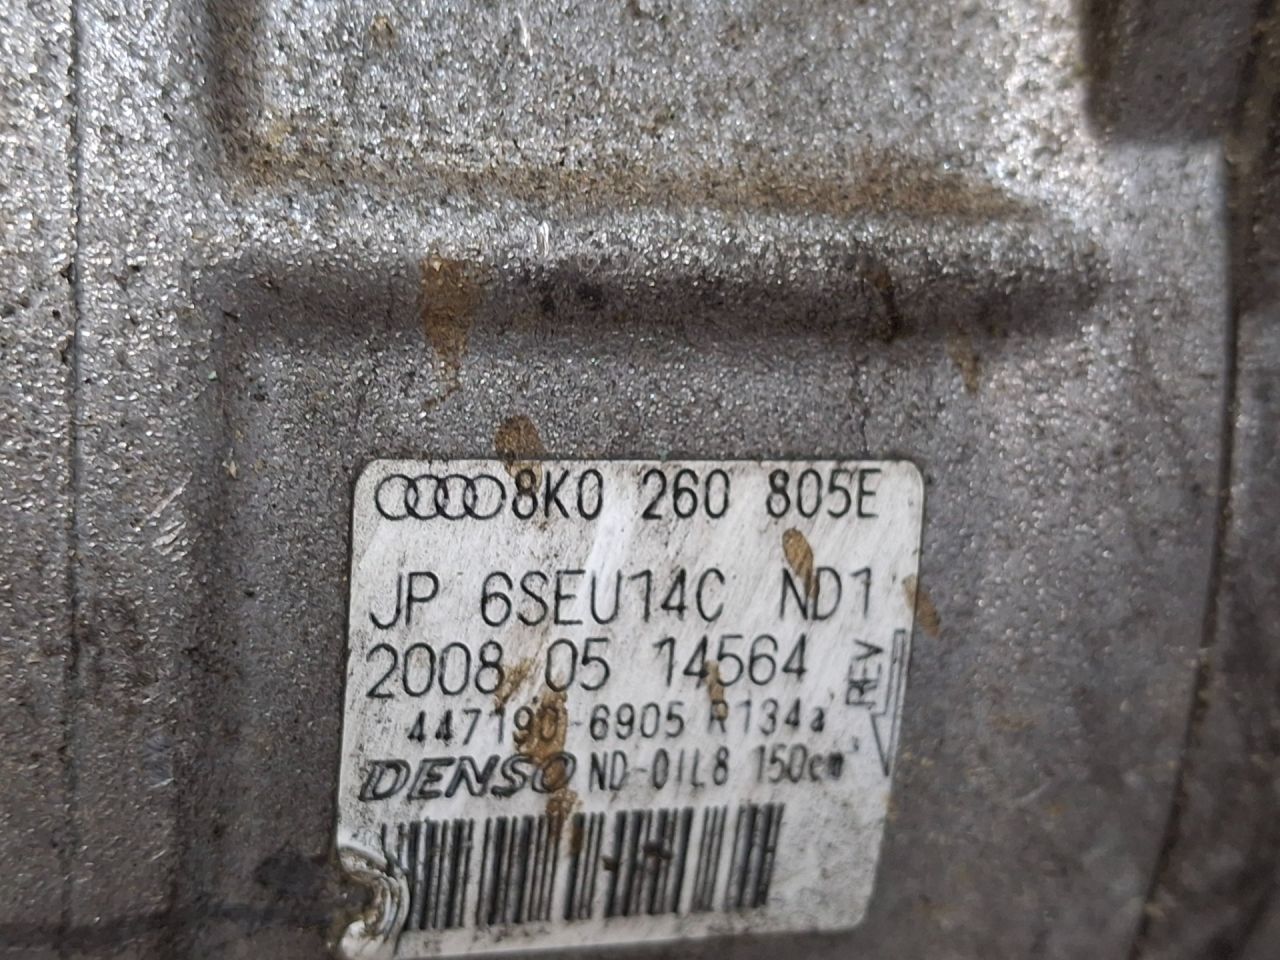 8K0 260 805E
JP 6SEU14C ND1
2008 05 14564
REV
447190-6905 R134a
DENSO ND-OIL8 150cm³